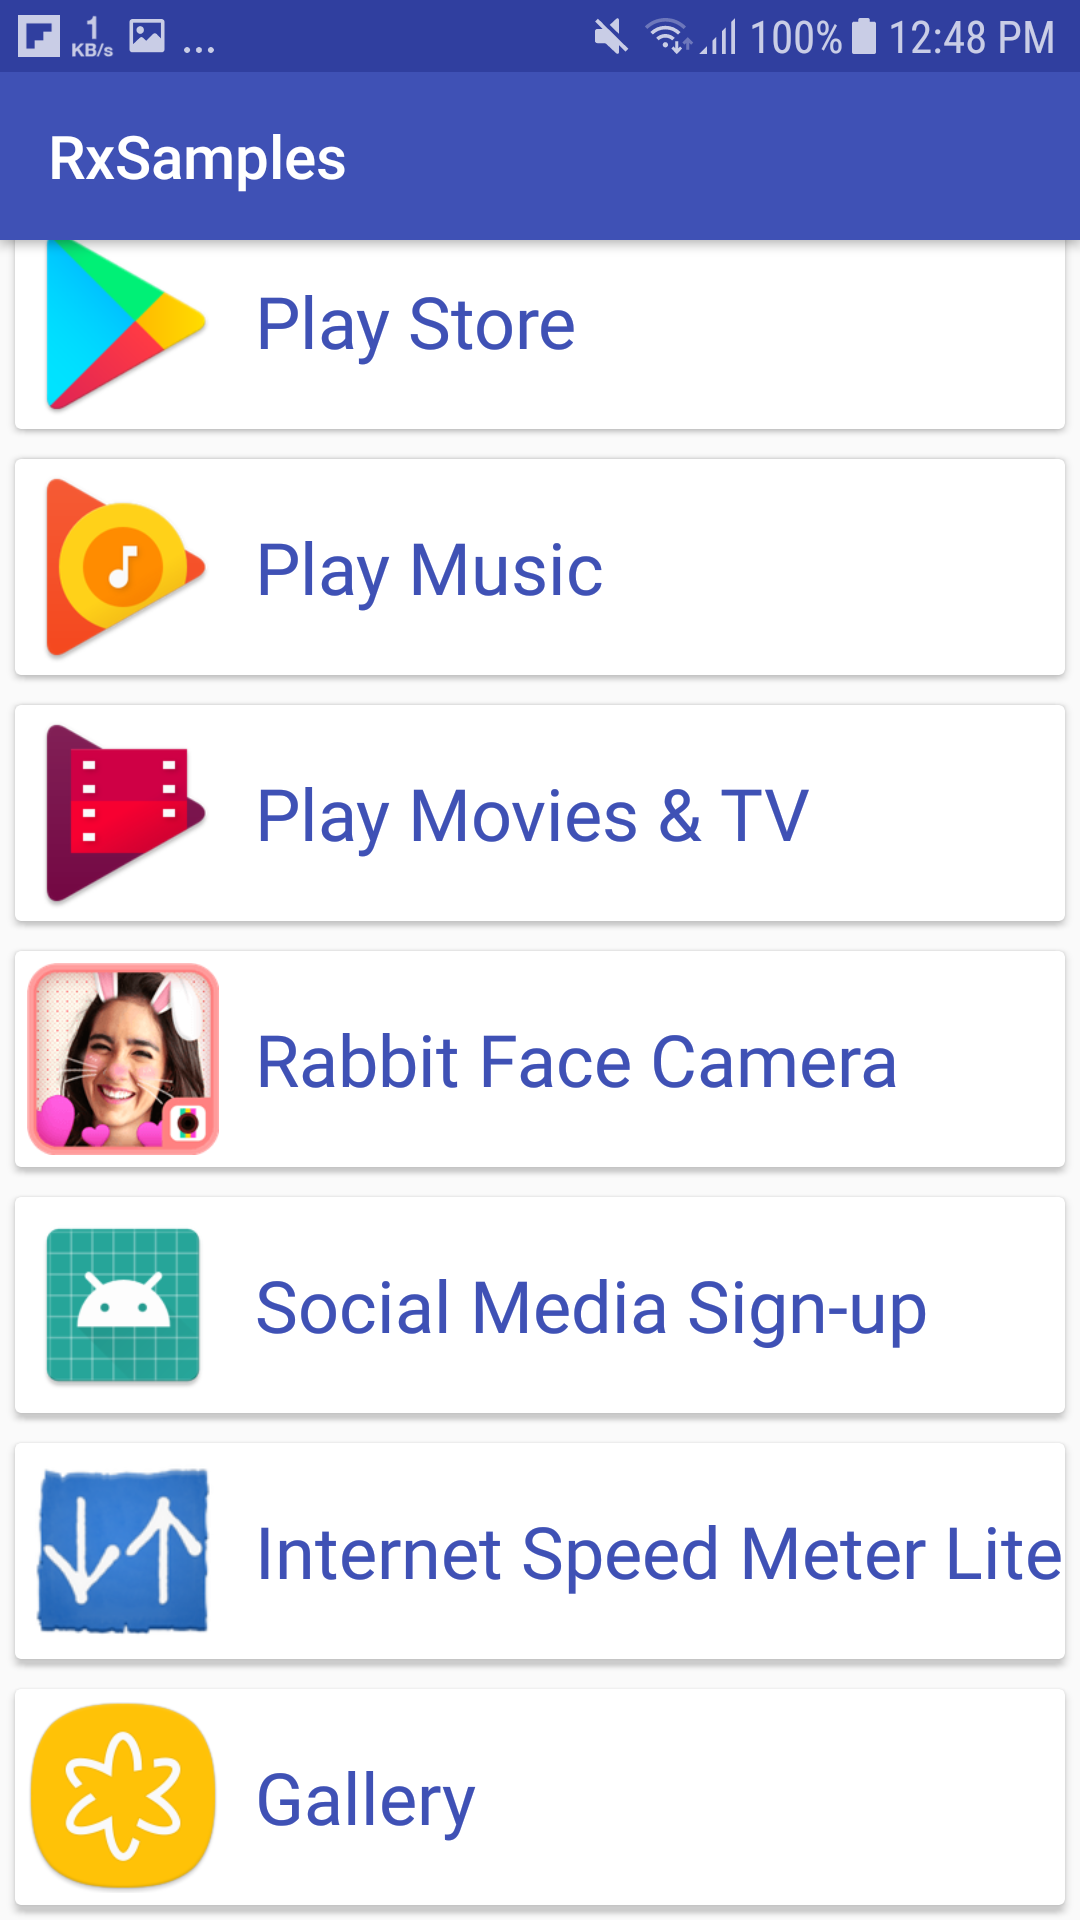 1
KB/s
... 100% 12:48 PM
RxSamples
Play Store
Play Music
Play Movies & TV
Rabbit Face Camera
Social Media Sign-up
Internet Speed Meter Lite
Gallery